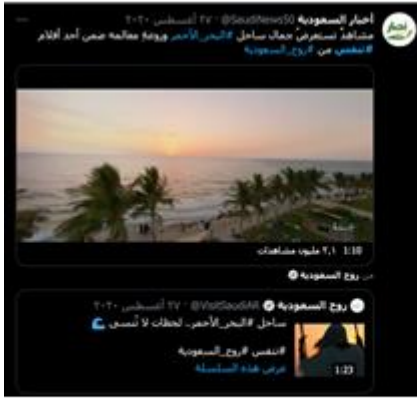 أخبار السعودية @SaudiNews50 · ٢٧ أغسطس ٢٠٢٠
مشاهدٌ تستعرضُ جمال ساحل #البحر_الأحمر وروعةِ معالمه ضمن أحد أفلام
#تنفس من #روح_السعودية
1:10 ٢,١ مليون مشاهدات
من روح السعودية
روح السعودية @VisitSaudiAR · ٢٧ أغسطس ٢٠٢٠
ساحل #البحر_الأحمر.. لحظات لا تُنسى
#تنفس #روح_السعودية
عرض هذه السلسلة
1:23